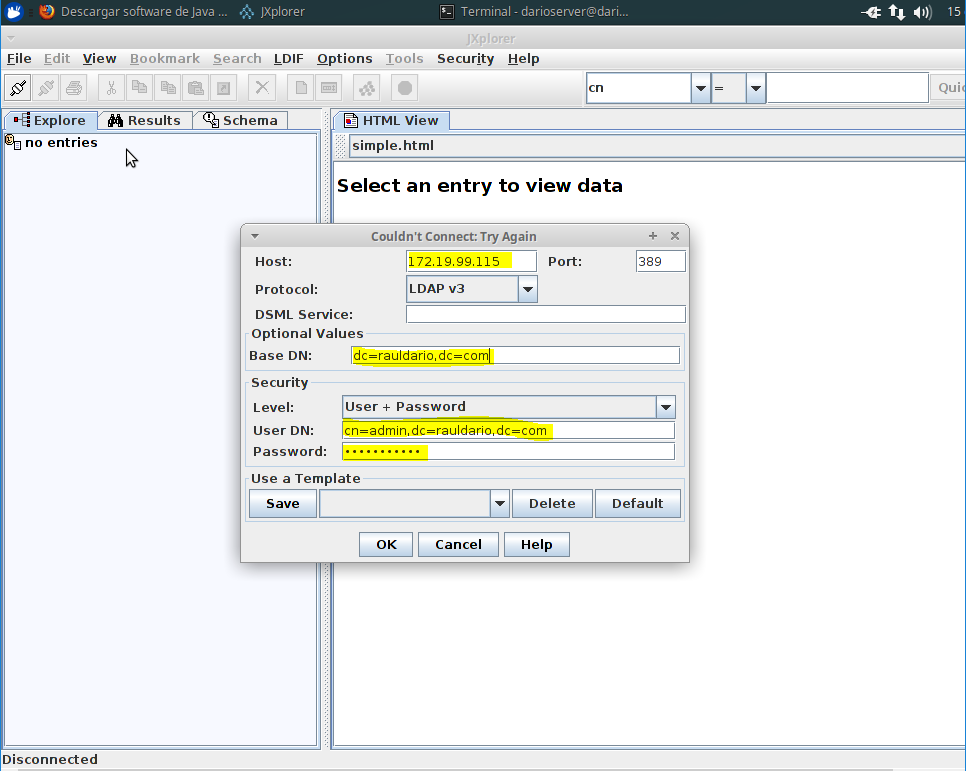 Descargar software de Java ... JXplorer Terminal - darioserver@dari... 15
JXplorer
File Edit View Bookmark Search LDIF Options Tools Security Help
cn = Quic
Explore Results Schema HTML View
no entries
simple.html
Select an entry to view data
Couldn't Connect: Try Again
Host: 172.19.99.115 Port: 389
Protocol: LDAP v3
DSML Service:
Optional Values
Base DN: dc=rauldario,dc=com
Security
Level: User + Password
User DN: cn=admin,dc=rauldario,dc=com
Password: •••••••••••
Use a Template
Save Delete Default
OK Cancel Help
Disconnected